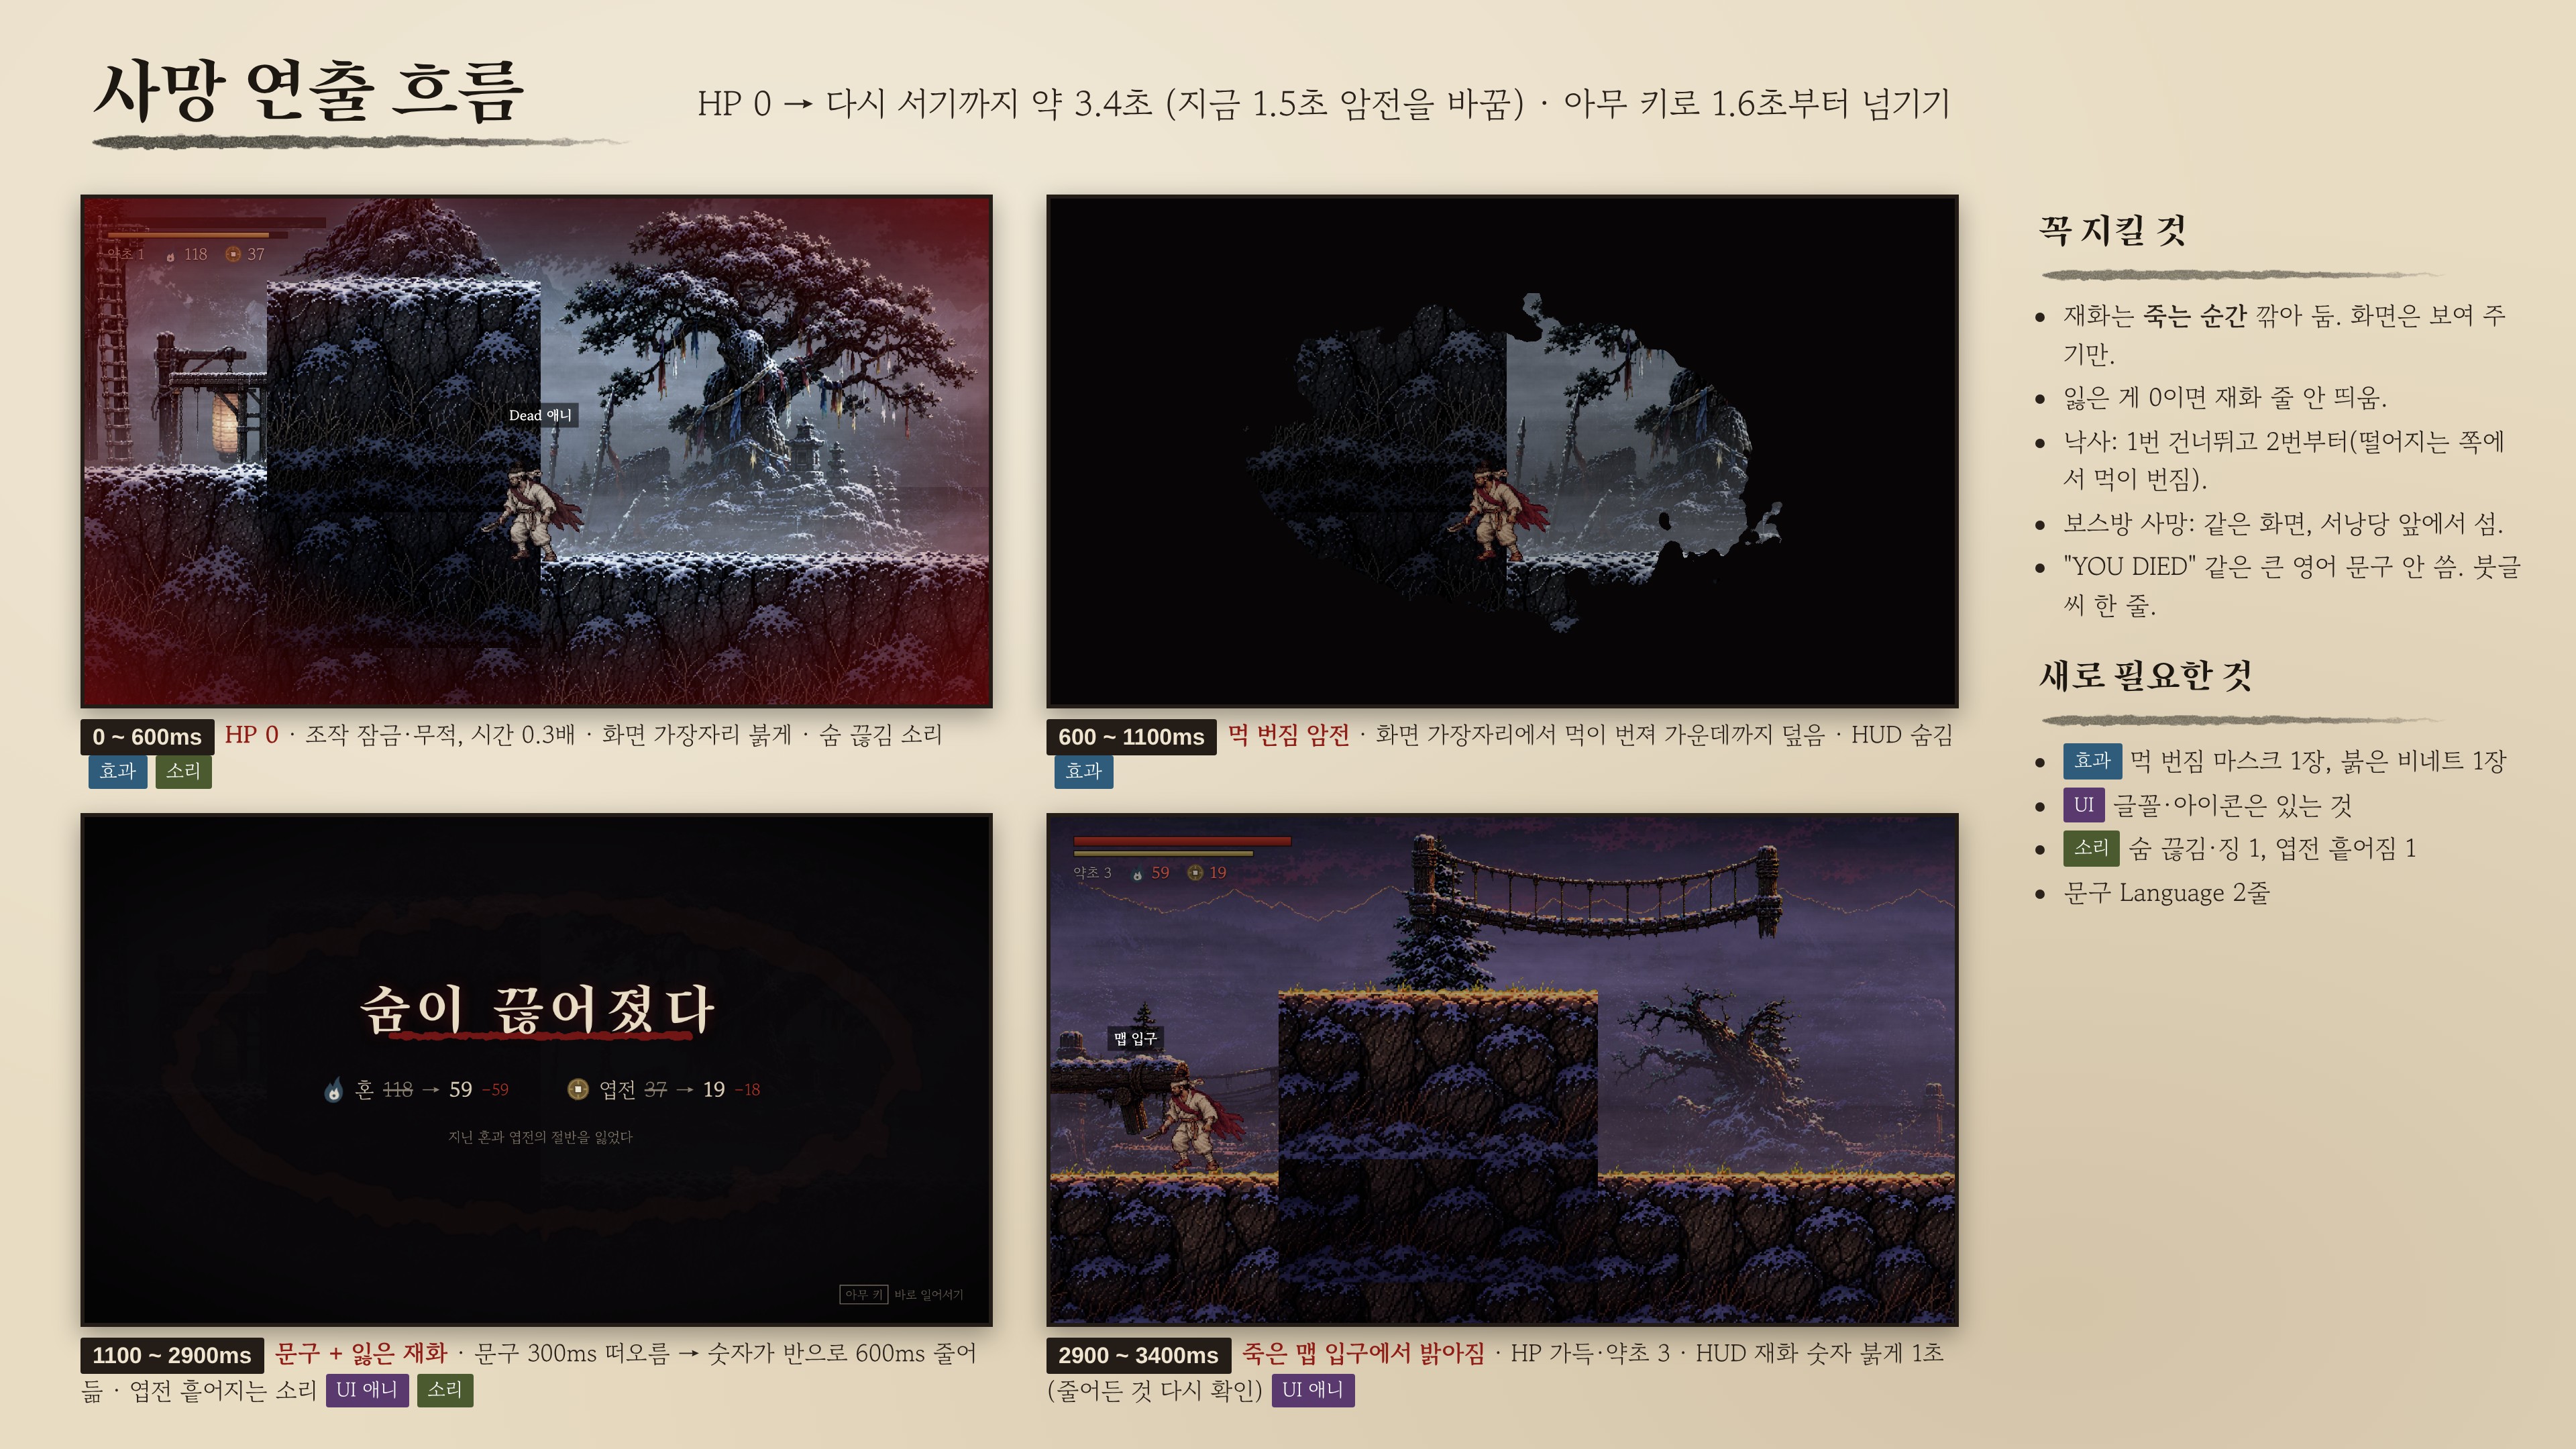 사망 연출 흐름
HP 0 → 다시 서기까지 약 3.4초 (지금 1.5초 암전을 바꿈) · 아무 키로 1.6초부터 넘기기
약초 1 118 37
Dead 애니
0 ~ 600ms HP 0 · 조작 잠금·무적, 시간 0.3배 · 화면 가장자리 붉게 · 숨 끊김 소리
효과 소리
600 ~ 1100ms 먹 번짐 암전 · 화면 가장자리에서 먹이 번져 가운데까지 덮음 · HUD 숨김
효과
숨이 끊어졌다
혼 118 → 59 −59 엽전 37 → 19 −18
지닌 혼과 엽전의 절반을 잃었다
아무 키 바로 일어서기
1100 ~ 2900ms 문구 + 잃은 재화 · 문구 300ms 떠오름 → 숫자가 반으로 600ms 줄어
듦 · 엽전 흩어지는 소리 UI 애니 소리
약초 3 59 19
맵 입구
2900 ~ 3400ms 죽은 맵 입구에서 밝아짐 · HP 가득·약초 3 · HUD 재화 숫자 붉게 1초
(줄어든 것 다시 확인) UI 애니
꼭 지킬 것
• 재화는 죽는 순간 깎아 둠. 화면은 보여 주
기만.
• 잃은 게 0이면 재화 줄 안 띄움.
• 낙사: 1번 건너뛰고 2번부터(떨어지는 쪽에
서 먹이 번짐).
• 보스방 사망: 같은 화면, 서낭당 앞에서 섬.
• "YOU DIED" 같은 큰 영어 문구 안 씀. 붓글
씨 한 줄.
새로 필요한 것
• 효과 먹 번짐 마스크 1장, 붉은 비네트 1장
• UI 글꼴·아이콘은 있는 것
• 소리 숨 끊김·징 1, 엽전 흩어짐 1
• 문구 Language 2줄